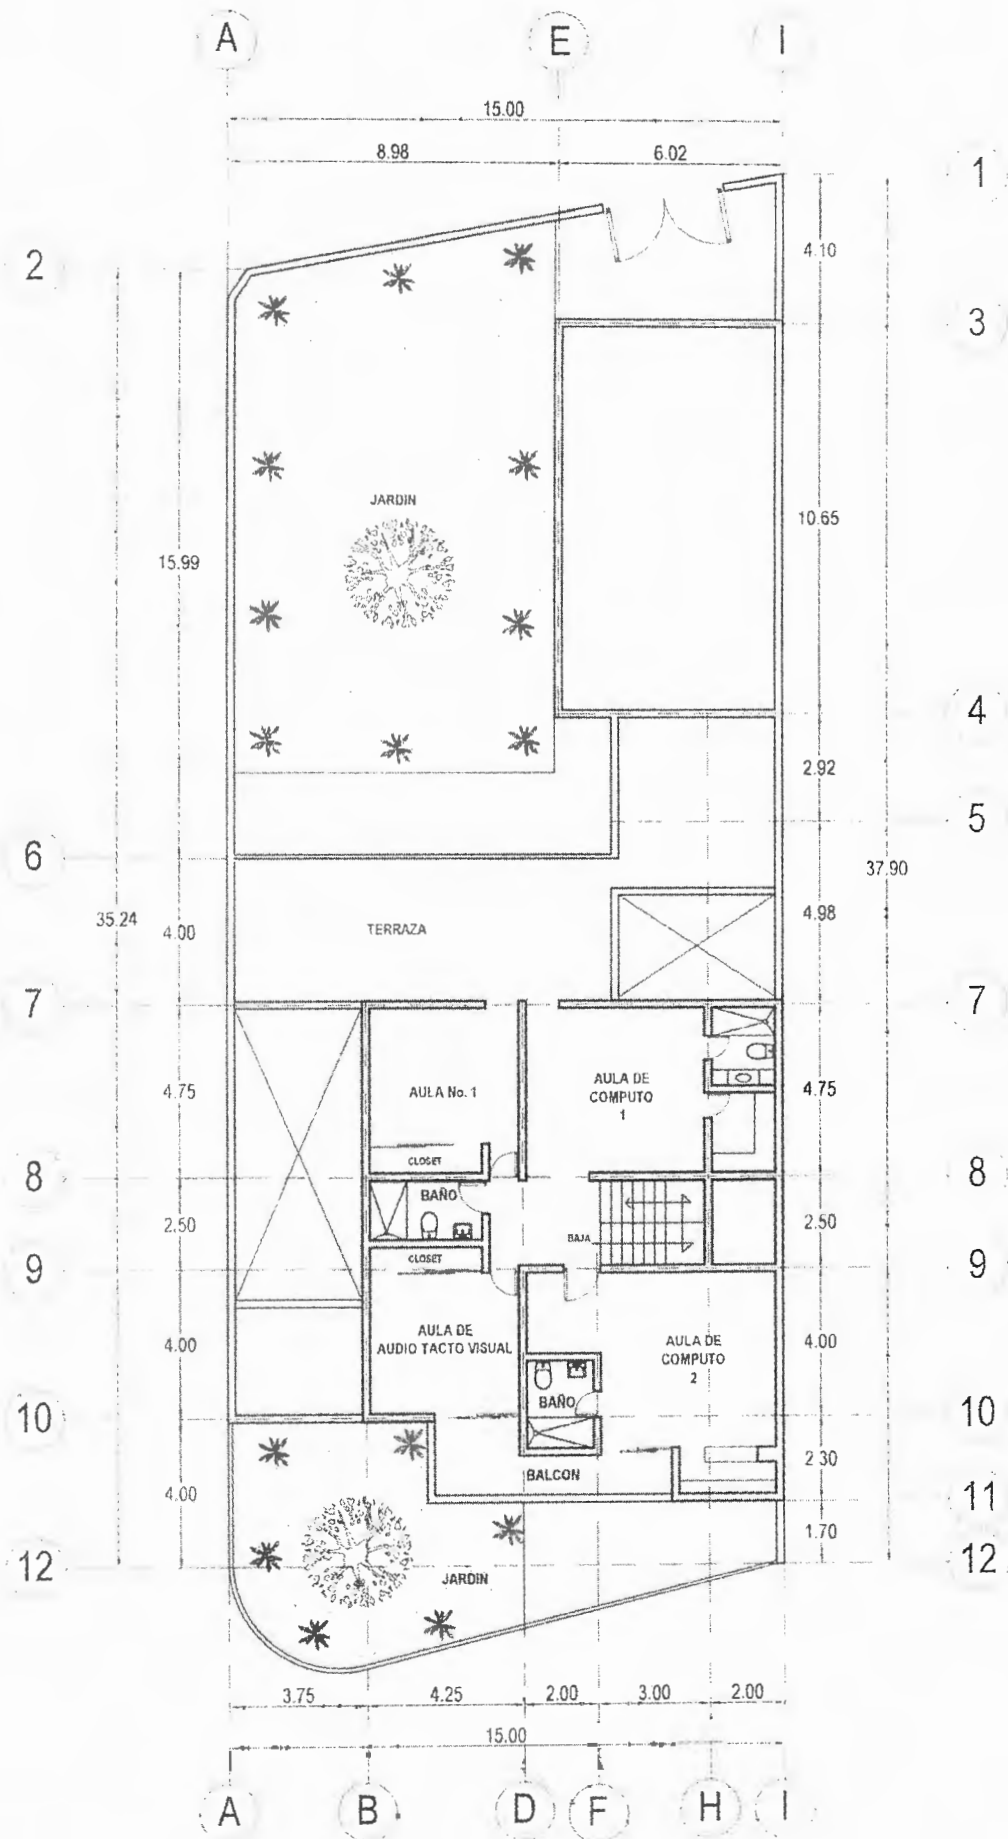 A
E
I
15.00
8.98
6.02
1
4.10
2
3
JARDIN
10.65
15.99
4
2.92
5
6
37.90
35.24
4.00
TERRAZA
4.98
7
7
4.75
AULA No. 1
AULA DE
COMPUTO
1
4.75
CLOSET
8
BAÑO
8
2.50
BAJA
2.50
CLOSET
9
9
4.00
AULA DE
AUDIO TACTO VISUAL
AULA DE
COMPUTO
2
4.00
BAÑO
10
10
2.30
BALCON
4.00
11
1.70
12
JARDIN
12
3.75
4.25
2.00
3.00
2.00
15.00
A
B
D
F
H
I